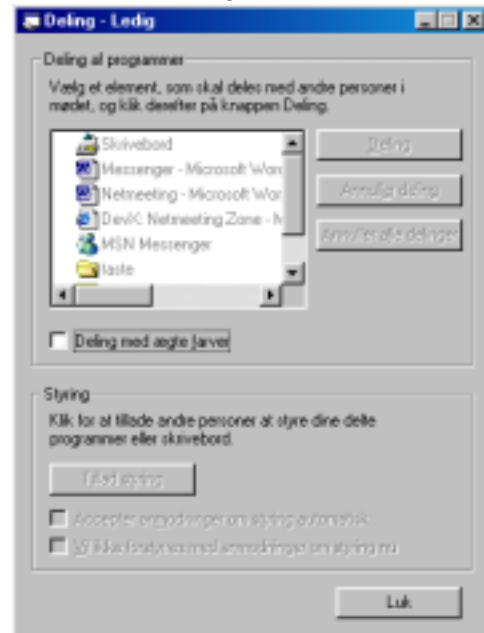 Deling - Ledig
Deling af programmer
Vælg et element, som skal deles med andre personer i
mødet, og klik derefter på knappen Deling.
Skrivebord
Messenger - Microsoft Wor
Netmeeting - Microsoft Wor
DevX: Netmeeting Zone - M
MSN Messenger
taste
Deling
Annuller deling
Annuller alle delinger
Deling med ægte farver
Styring
Klik for at tillade andre personer at styre dine delte
programmer eller skrivebord.
Tillad styring
Accepter anmodninger om styring automatisk
Vil ikke forstyrres med anmodninger om styring nu
Luk